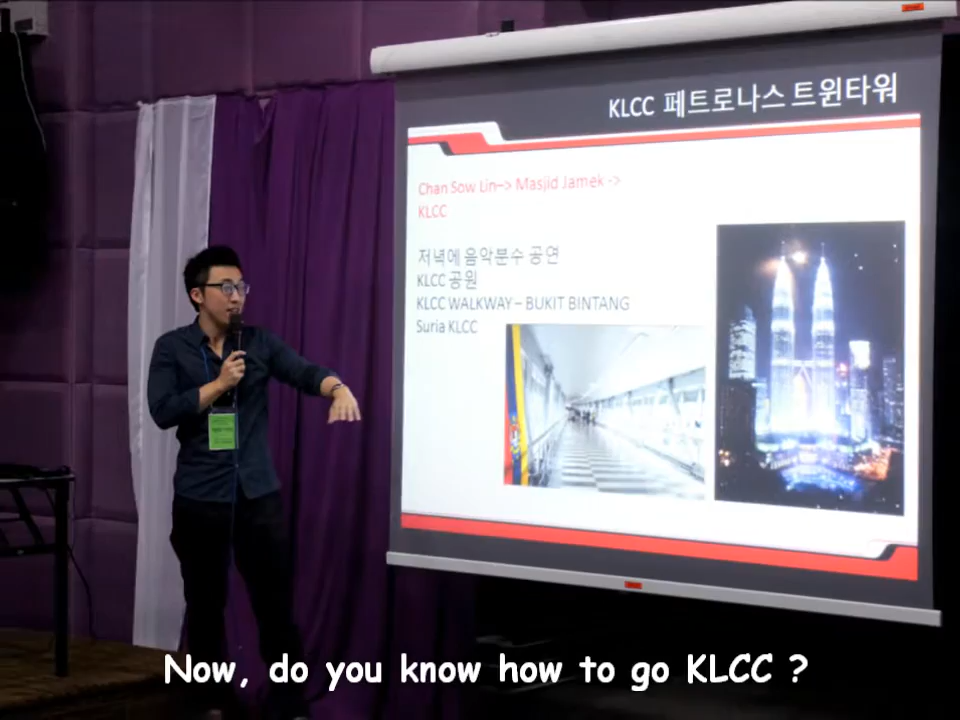 KLCC 페트로나스 트윈타워
Chan Sow Lin–> Masjid Jamek ->
KLCC
저녁에 음악분수 공연
KLCC 공원
KLCC WALKWAY – BUKIT BINTANG
Suria KLCC
Now, do you know how to go KLCC ?